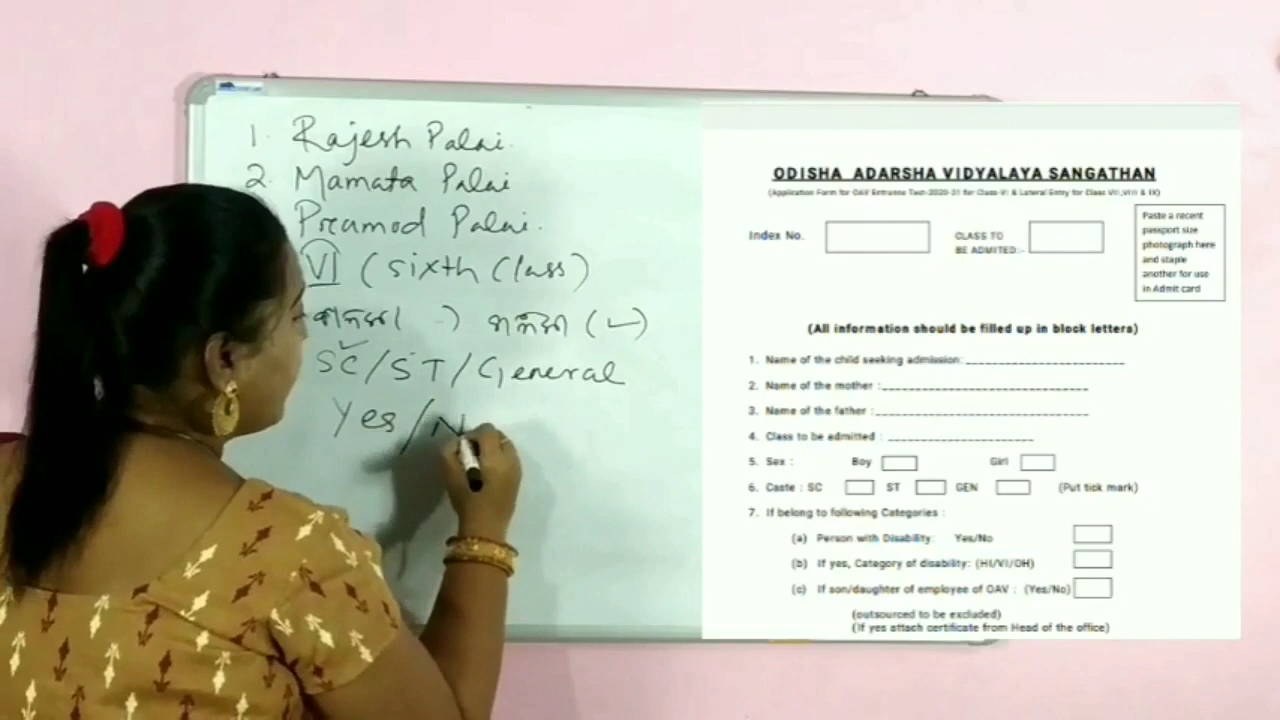 1. Rajesh Palai.
2. Mamata Palai
Pramod Palai.
VI (sixth Class)
( ) ( ✓ )
SC/ST/General
Yes/N
ODISHA ADARSHA VIDYALAYA SANGATHAN
(Application Form for OAV Entrance Test-2020-21 for Class-VI & Lateral Entry for Class VII,VIII & IX)
Index No.
CLASS TO
BE ADMITED:-
Paste a recent
passport size
photograph here
and staple
another for use
in Admit card
(All information should be filled up in block letters)
1. Name of the child seeking admission: ____________________
2. Name of the mother :____________________
3. Name of the father :____________________
4. Class to be admitted : ____________________
5. Sex : Boy Girl
6. Caste : SC ST GEN (Put tick mark)
7. If belong to following Categories :
(a) Person with Disability: Yes/No
(b) If yes, Category of disability: (HI/VI/OH)
(c) If son/daughter of employee of OAV : (Yes/No)
(outsourced to be excluded)
(If yes attach certificate from Head of the office)